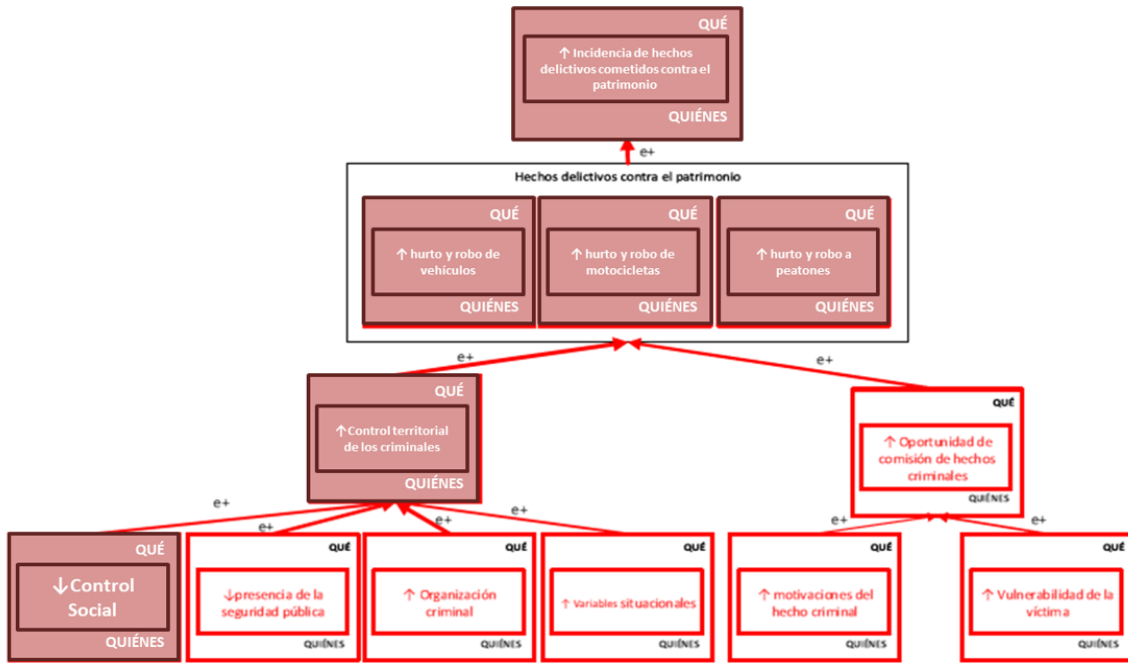 QUÉ
↑ Incidencia de hechos
delictivos cometidos contra el
patrimonio
QUIÉNES
e+
Hechos delictivos contra el patrimonio
QUÉ
↑ hurto y robo de
vehículos
QUIÉNES
QUÉ
↑ hurto y robo de
motocicletas
QUIÉNES
QUÉ
↑ hurto y robo a
peatones
QUIÉNES
e+
e+
QUÉ
↑Control territorial
de los criminales
QUIÉNES
QUÉ
↑ Oportunidad de
comisión de hechos
criminales
QUIÉNES
e+
e+
e+
e+
e+
e+
QUÉ
↓Control
Social
QUIÉNES
QUÉ
↓presencia de la
seguridad pública
QUIÉNES
QUÉ
↑ Organización
criminal
QUIÉNES
QUÉ
↑ Variables situacionales
QUIÉNES
QUÉ
↑ motivaciones del
hecho criminal
QUIÉNES
QUÉ
↑ Vulnerabilidad de la
víctima
QUIÉNES